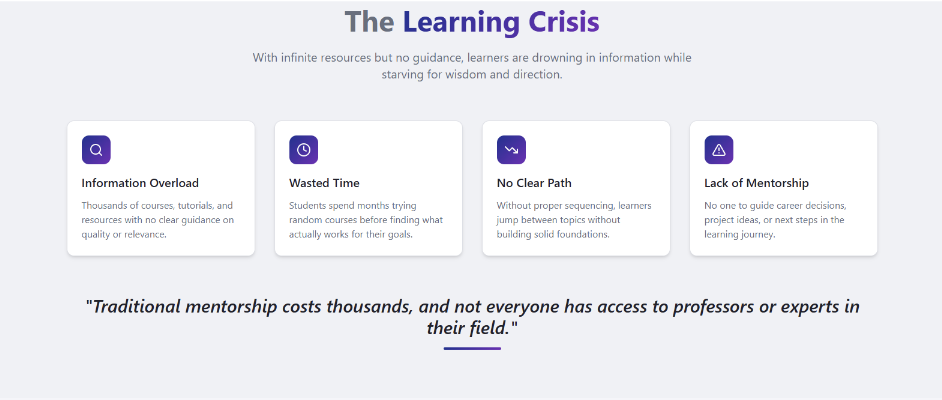 The Learning Crisis
With infinite resources but no guidance, learners are drowning in information while
starving for wisdom and direction.
Information Overload
Thousands of courses, tutorials, and
resources with no clear guidance on
quality or relevance.
Wasted Time
Students spend months trying
random courses before finding what
actually works for their goals.
No Clear Path
Without proper sequencing, learners
jump between topics without
building solid foundations.
Lack of Mentorship
No one to guide career decisions,
project ideas, or next steps in the
learning journey.
"Traditional mentorship costs thousands, and not everyone has access to professors or experts in
their field."